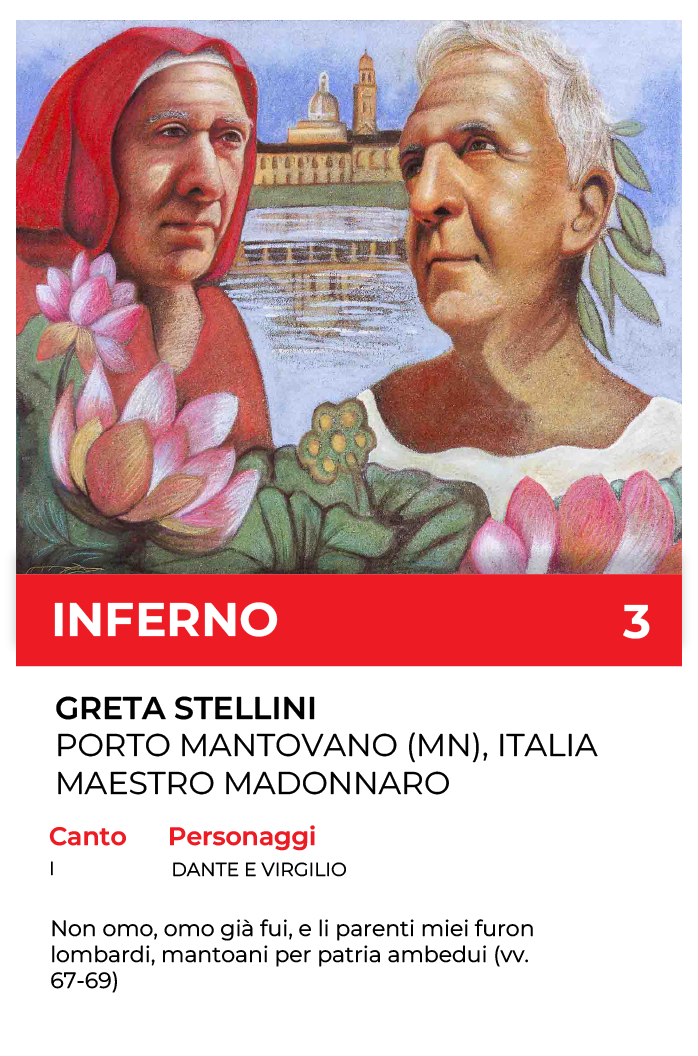 INFERNO 3
GRETA STELLINI
PORTO MANTOVANO (MN), ITALIA
MAESTRO MADONNARO
Canto Personaggi
I DANTE E VIRGILIO
Non omo, omo già fui, e li parenti miei furon
lombardi, mantoani per patria ambedui (vv.
67-69)